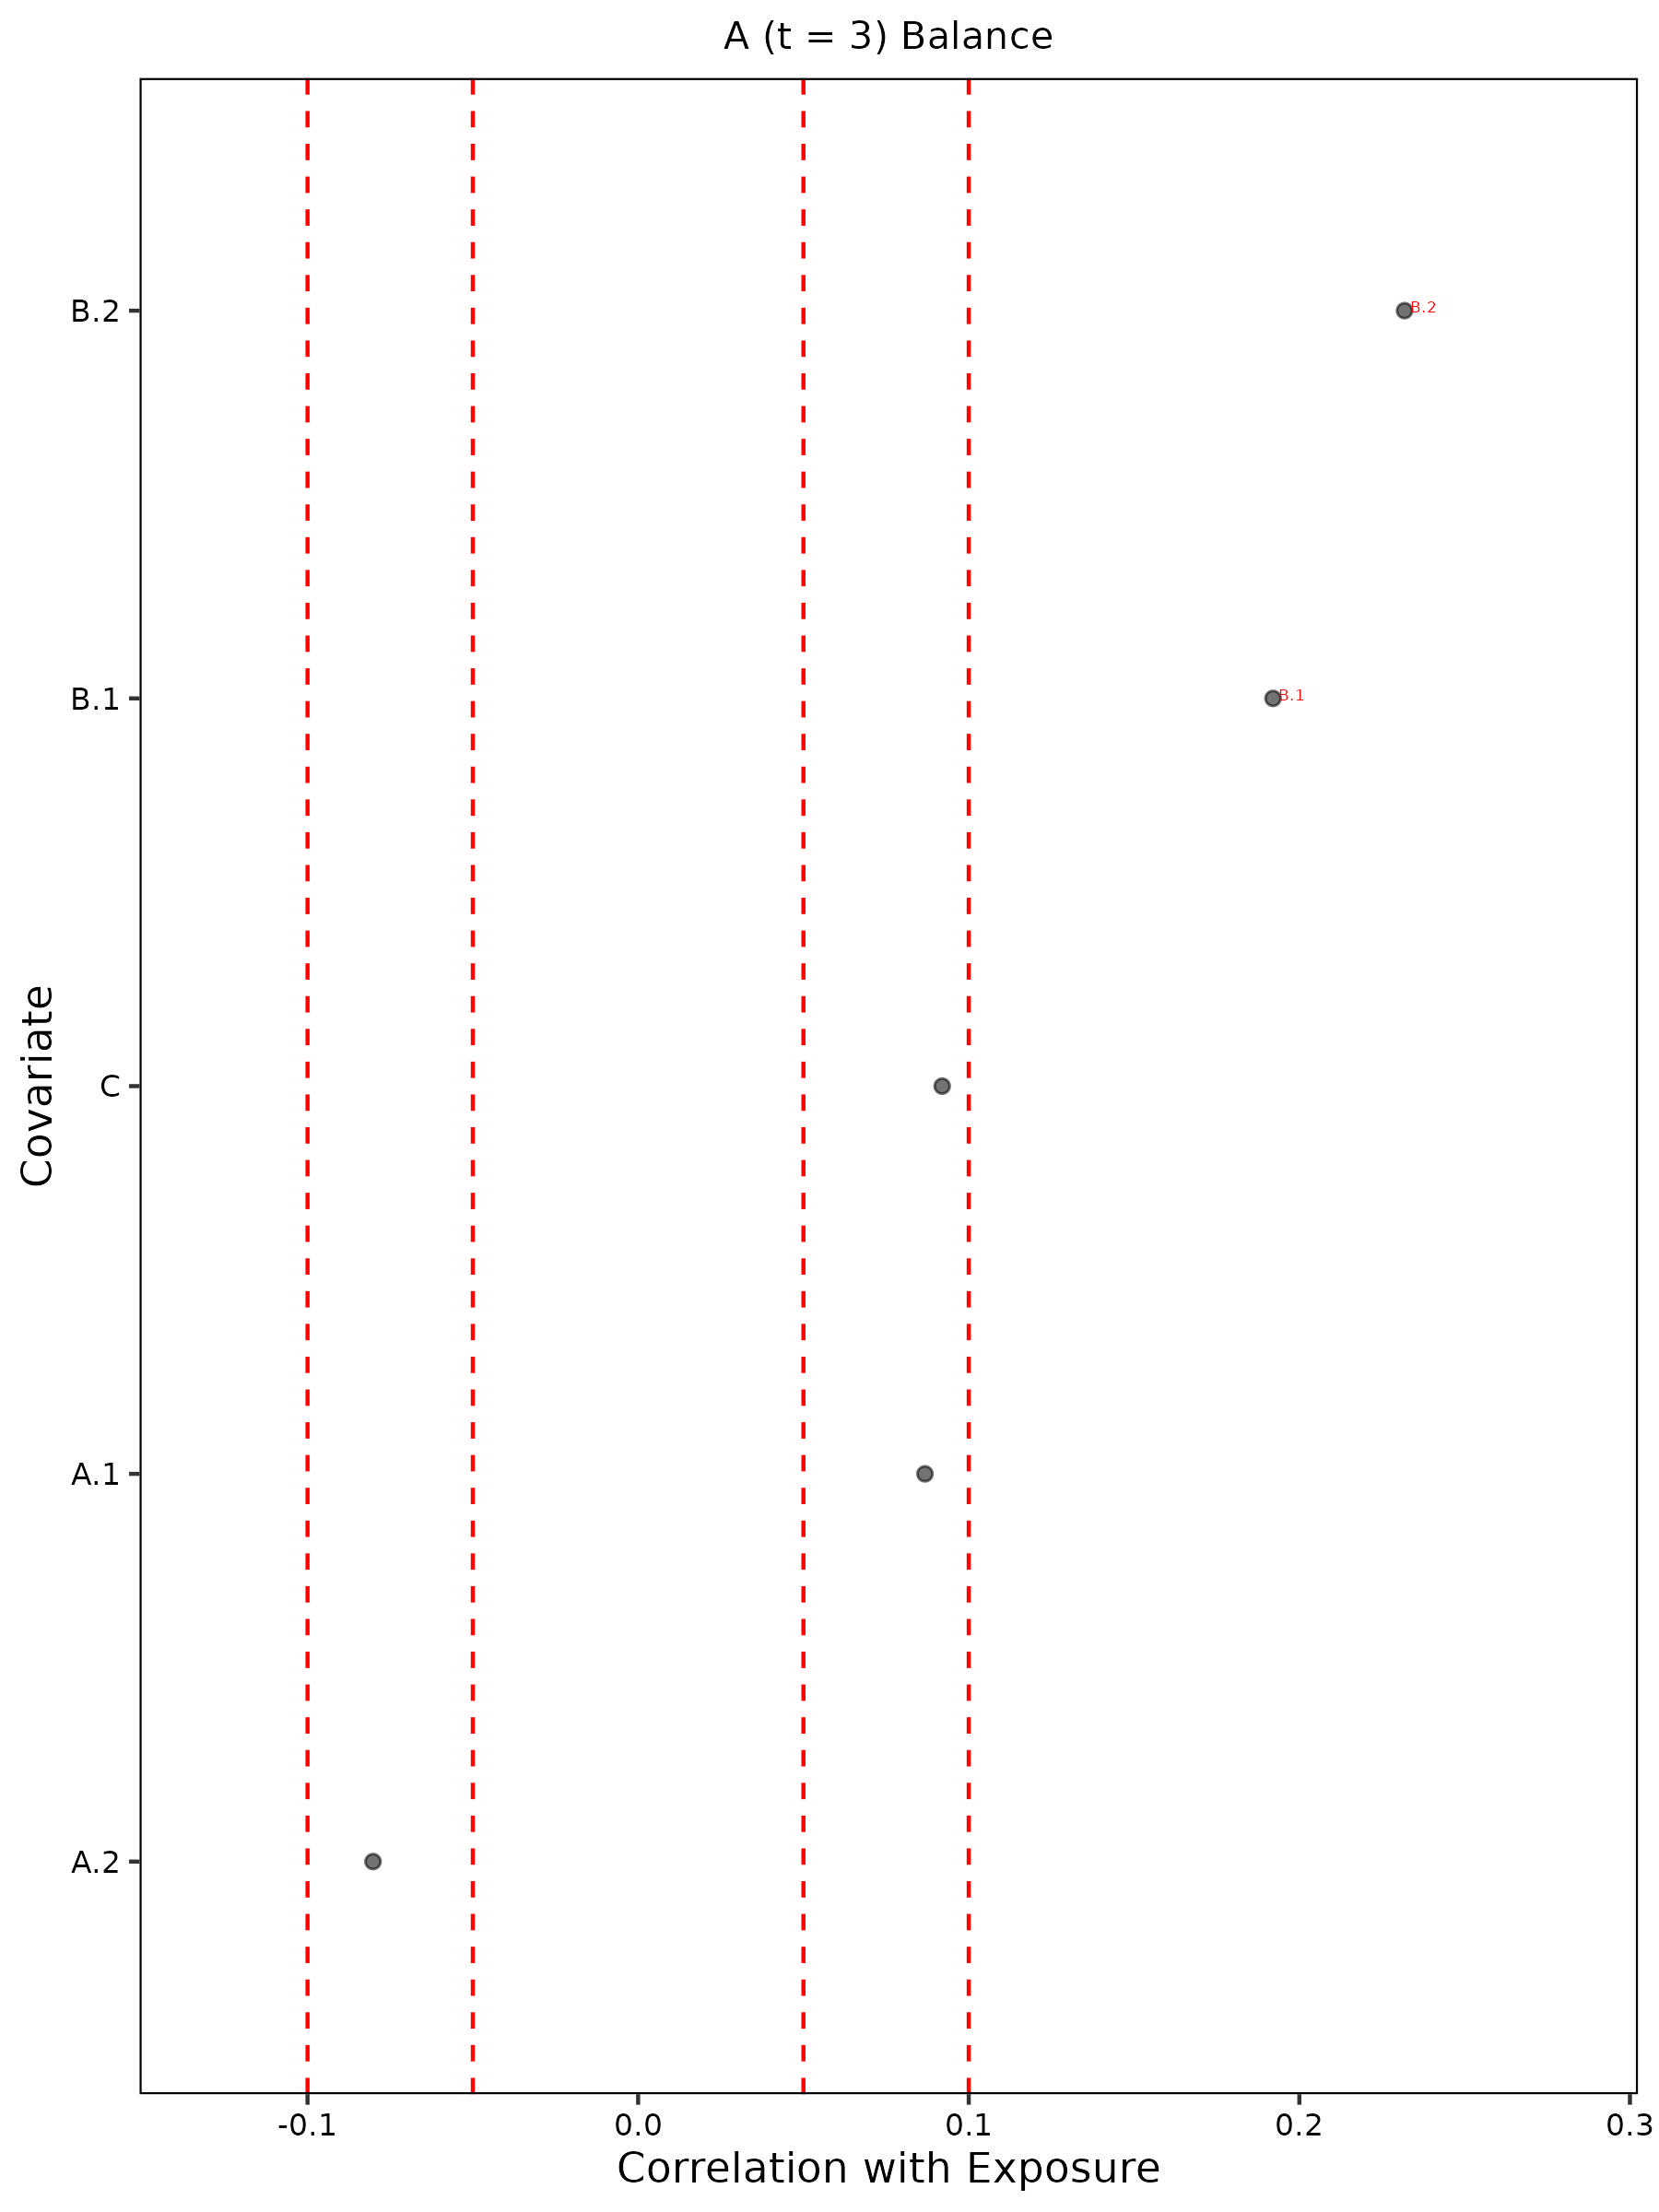 A (t = 3) Balance
B.2
B.2
B.1
B.1
C
Covariate
A.1
A.2
-0.1
0.0
0.1
0.2
0.3
Correlation with Exposure